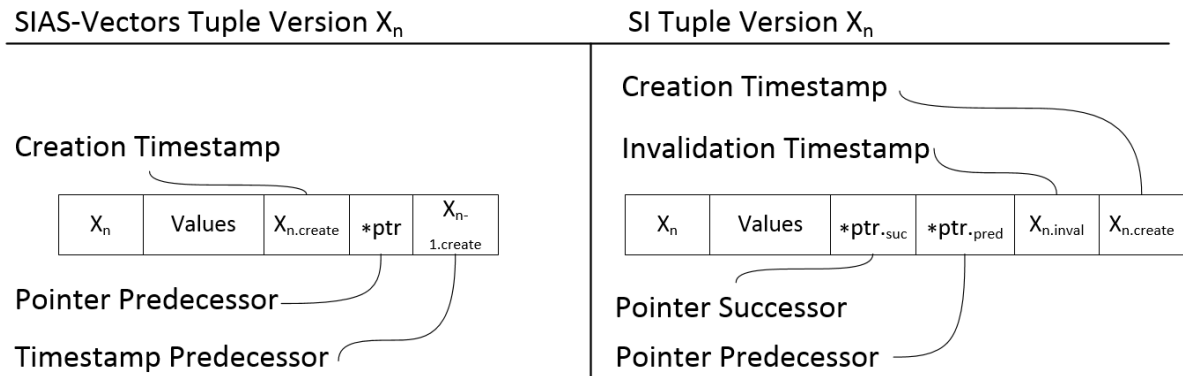 SIAS-Vectors Tuple Version Xn
SI Tuple Version Xn
Creation Timestamp
Xn
Values
Xn.create
*ptr
Xn-
1.create
Pointer Predecessor
Timestamp Predecessor
Creation Timestamp
Invalidation Timestamp
Xn
Values
*ptr.suc
*ptr.pred
Xn.inval
Xn.create
Pointer Successor
Pointer Predecessor